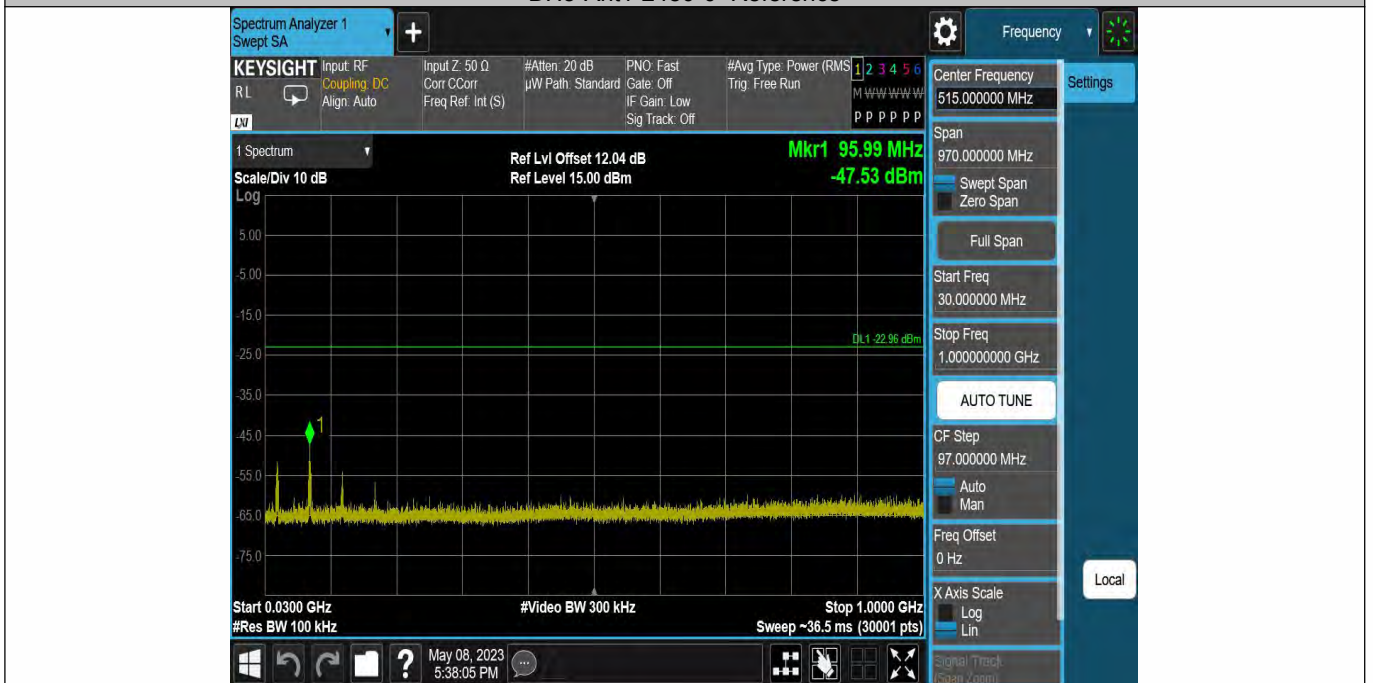 Spectrum Analyzer 1
Swept SA
+
Frequency
KEYSIGHT
RL
LXI
Input: RF
Coupling: DC
Align: Auto
Input Z: 50 Ω
Corr CCorr
Freq Ref: Int (S)
#Atten: 20 dB
µW Path: Standard
PNO: Fast
Gate: Off
IF Gain: Low
Sig Track: Off
#Avg Type: Power (RMS
Trig: Free Run
1 2 3 4 5 6
M W W W W W
P P P P P P
1 Spectrum
Scale/Div 10 dB
Log
Ref Lvl Offset 12.04 dB
Ref Level 15.00 dBm
Mkr1 95.99 MHz
-47.53 dBm
5.00
-5.00
-15.0
DL1 -22.96 dBm
-25.0
-35.0
1
-45.0
-55.0
-65.0
-75.0
Start 0.0300 GHz
#Video BW 300 kHz
Stop 1.0000 GHz
#Res BW 100 kHz
Sweep ~36.5 ms (30001 pts)
?
May 08, 2023
5:38:05 PM
Center Frequency
515.000000 MHz
Settings
Span
970.000000 MHz
Swept Span
Zero Span
Full Span
Start Freq
30.000000 MHz
Stop Freq
1.000000000 GHz
AUTO TUNE
CF Step
97.000000 MHz
Auto
Man
Freq Offset
0 Hz
X Axis Scale
Log
Lin
Local
Signal Track
(Span Zoom)